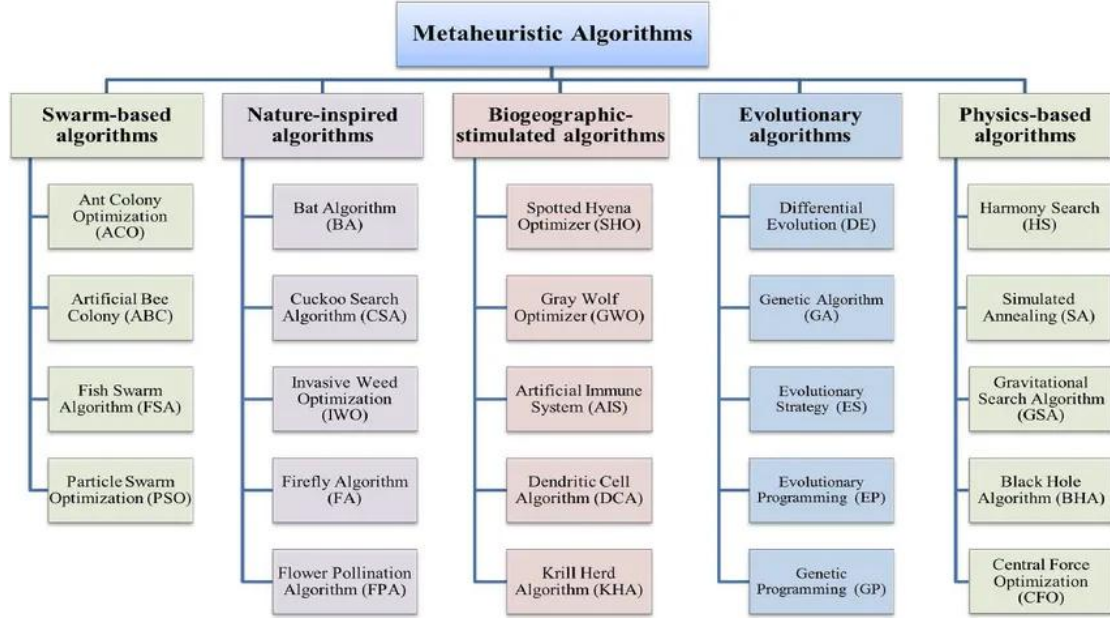 Metaheuristic Algorithms
Swarm-based
algorithms
Ant Colony
Optimization
(ACO)
Artificial Bee
Colony (ABC)
Fish Swarm
Algorithm (FSA)
Particle Swarm
Optimization (PSO)
Nature-inspired
algorithms
Bat Algorithm
(BA)
Cuckoo Search
Algorithm (CSA)
Invasive Weed
Optimization
(IWO)
Firefly Algorithm
(FA)
Flower Pollination
Algorithm (FPA)
Biogeographic-
stimulated algorithms
Spotted Hyena
Optimizer (SHO)
Gray Wolf
Optimizer (GWO)
Artificial Immune
System (AIS)
Dendritic Cell
Algorithm (DCA)
Krill Herd
Algorithm (KHA)
Evolutionary
algorithms
Differential
Evolution (DE)
Genetic Algorithm
(GA)
Evolutionary
Strategy (ES)
Evolutionary
Programming (EP)
Genetic
Programming (GP)
Physics-based
algorithms
Harmony Search
(HS)
Simulated
Annealing (SA)
Gravitational
Search Algorithm
(GSA)
Black Hole
Algorithm (BHA)
Central Force
Optimization
(CFO)